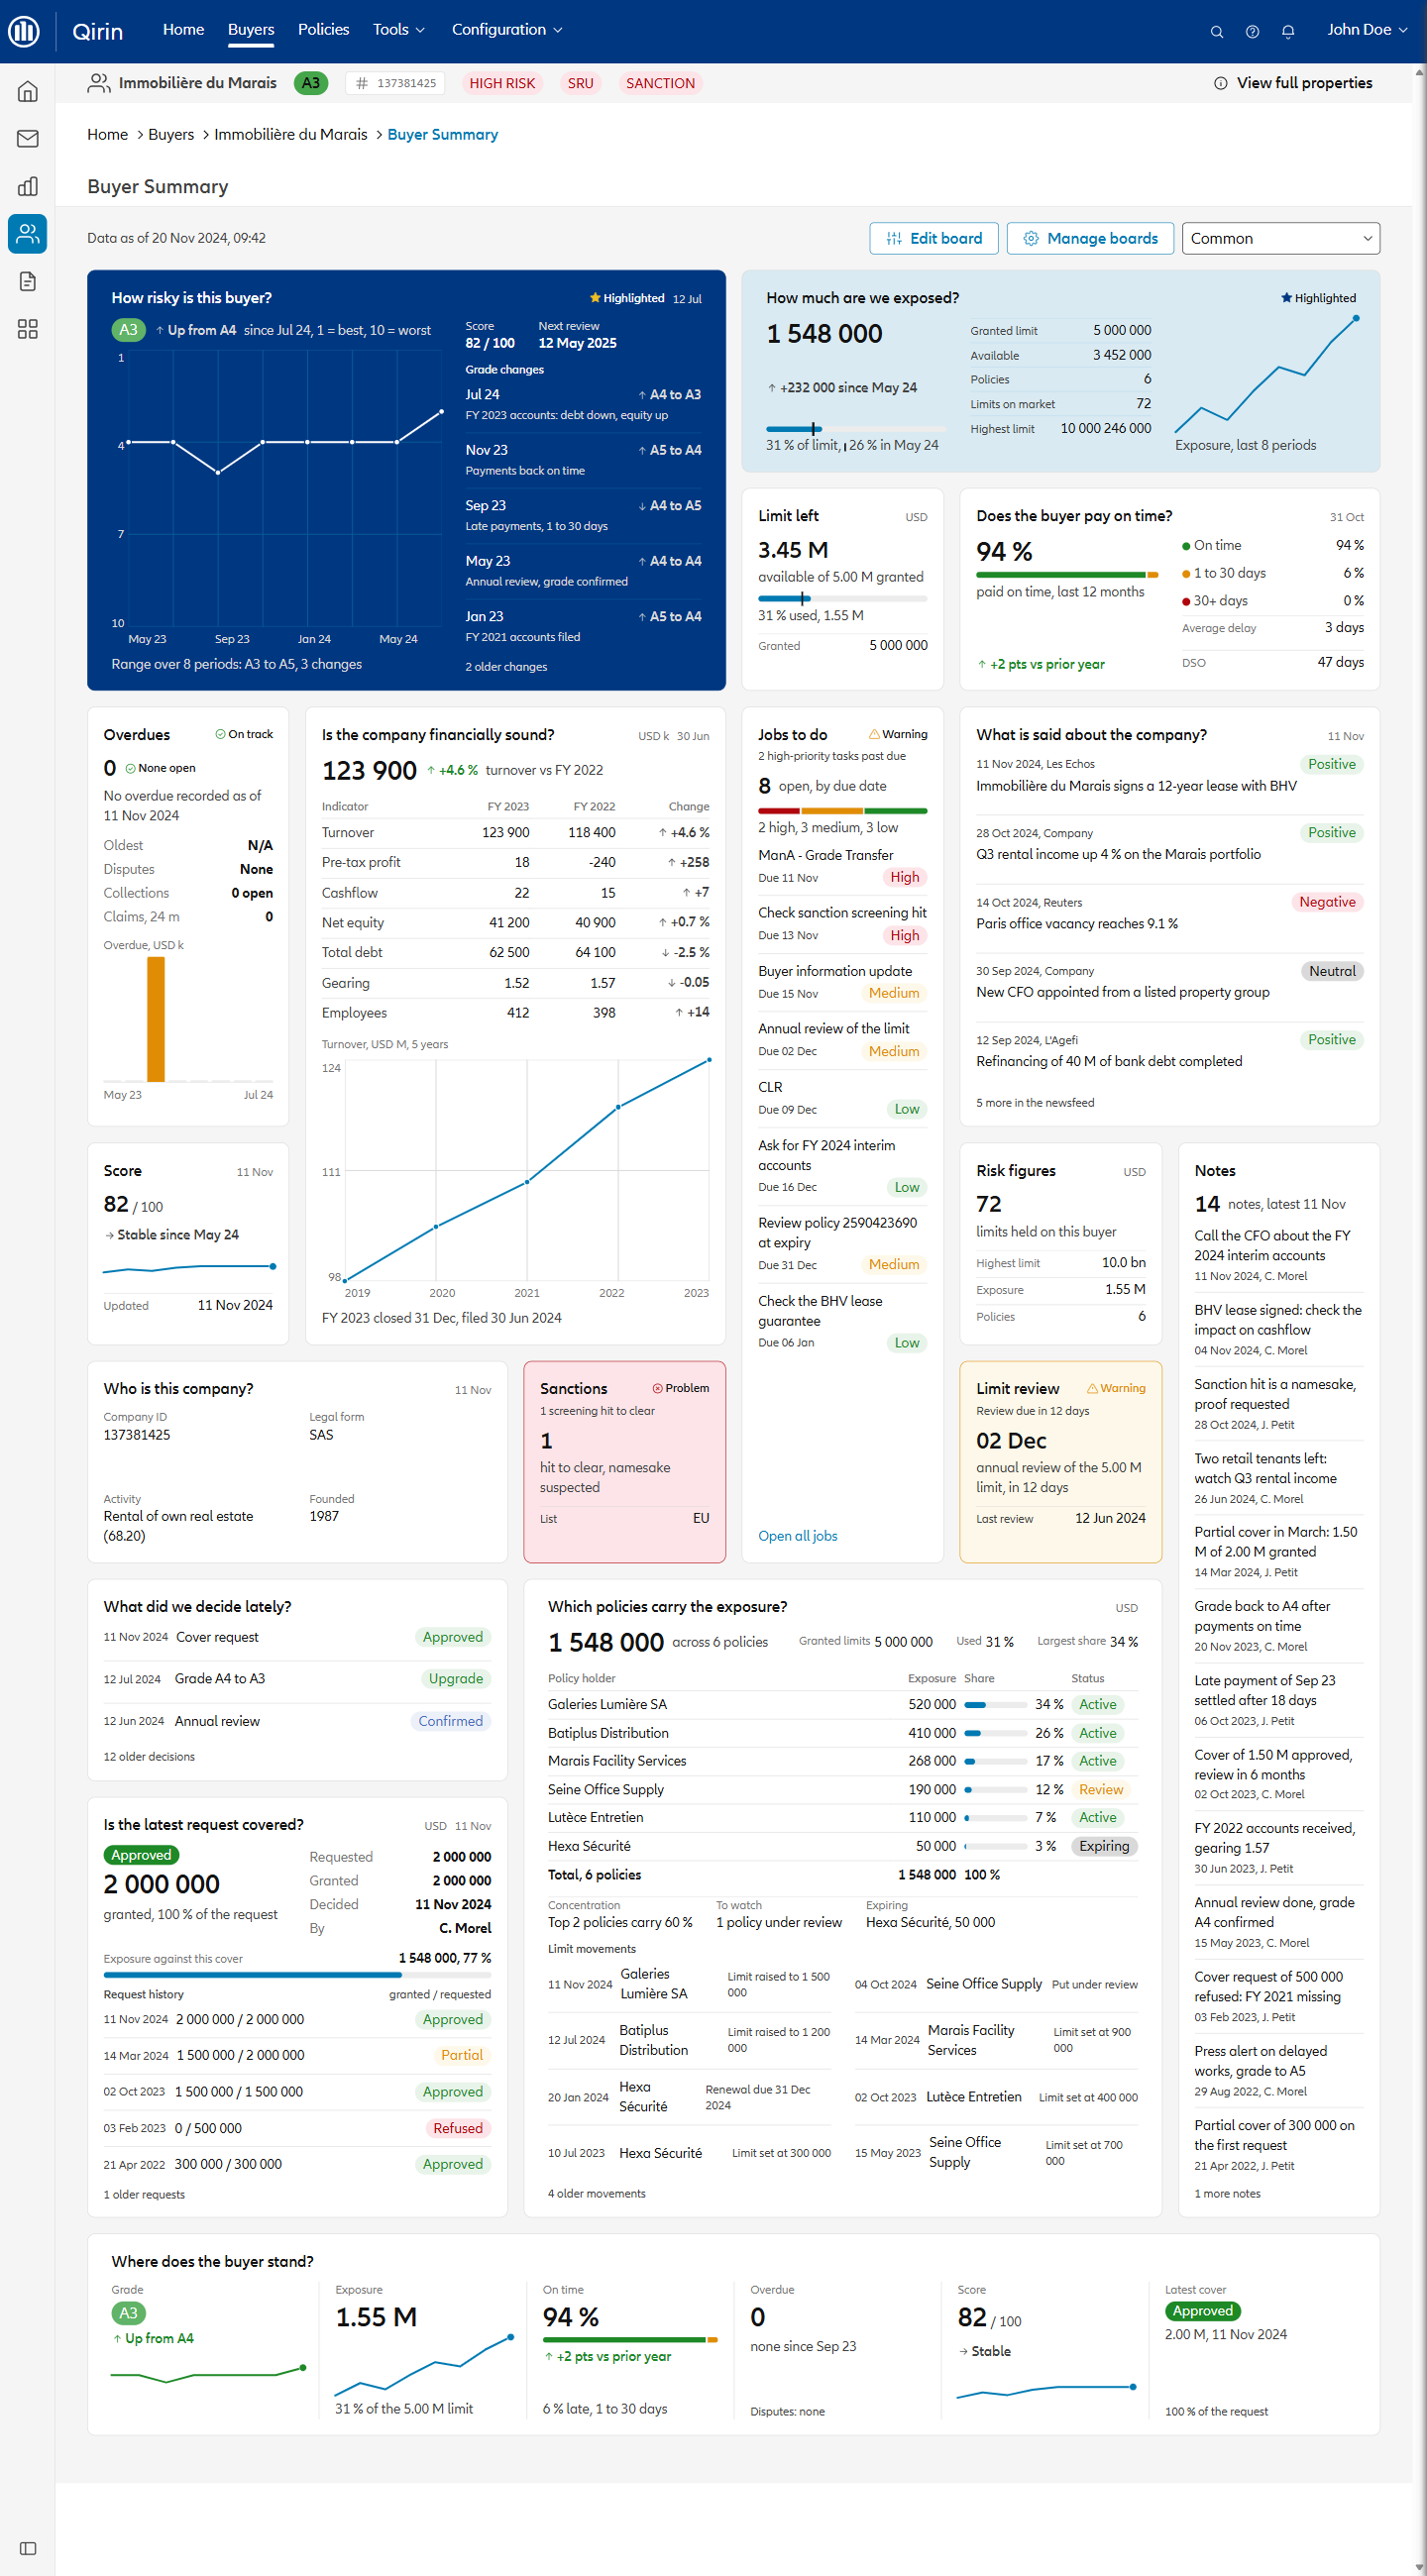 Qirin
Home
Buyers
Policies
Tools
Configuration
John Doe
Immobilière du Marais
A3
# 137381425
HIGH RISK
SRU
SANCTION
View full properties
Home > Buyers > Immobilière du Marais > Buyer Summary
Buyer Summary
Data as of 20 Nov 2024, 09:42
Edit board
Manage boards
Common
How risky is this buyer?
Highlighted 12 Jul
A3 ↑ Up from A4 since Jul 24, 1 = best, 10 = worst
1
4
7
10
May 23 Sep 23 Jan 24 May 24
Range over 8 periods: A3 to A5, 3 changes
Score Next review
82 / 100 12 May 2025
Grade changes
Jul 24 ↑ A4 to A3
FY 2023 accounts: debt down, equity up
Nov 23 ↑ A5 to A4
Payments back on time
Sep 23 ↓ A4 to A5
Late payments, 1 to 30 days
May 23 ↑ A4 to A4
Annual review, grade confirmed
Jan 23 ↑ A5 to A4
FY 2021 accounts filed
2 older changes
How much are we exposed?
Highlighted
1 548 000
↑ +232 000 since May 24
31 % of limit, 26 % in May 24
Granted limit 5 000 000
Available 3 452 000
Policies 6
Limits on market 72
Highest limit 10 000 246 000
Exposure, last 8 periods
Limit left USD
3.45 M
available of 5.00 M granted
31 % used, 1.55 M
Granted 5 000 000
Does the buyer pay on time? 31 Oct
94 %
paid on time, last 12 months
↑ +2 pts vs prior year
On time 94 %
1 to 30 days 6 %
30+ days 0 %
Average delay 3 days
DSO 47 days
Overdues On track
0 None open
No overdue recorded as of
11 Nov 2024
Oldest N/A
Disputes None
Collections 0 open
Claims, 24 m 0
Overdue, USD k
May 23 Jul 24
Is the company financially sound? USD k 30 Jun
123 900 ↑ +4.6 % turnover vs FY 2022
Indicator FY 2023 FY 2022 Change
Turnover 123 900 118 400 ↑ +4.6 %
Pre-tax profit 18 -240 ↑ +258
Cashflow 22 15 ↑ +7
Net equity 41 200 40 900 ↑ +0.7 %
Total debt 62 500 64 100 ↓ -2.5 %
Gearing 1.52 1.57 ↓ -0.05
Employees 412 398 ↑ +14
Turnover, USD M, 5 years
124
111
98
2019 2020 2021 2022 2023
FY 2023 closed 31 Dec, filed 30 Jun 2024
Jobs to do Warning
2 high-priority tasks past due
8 open, by due date
2 high, 3 medium, 3 low
ManA - Grade Transfer
Due 11 Nov High
Check sanction screening hit
Due 13 Nov High
Buyer information update
Due 15 Nov Medium
Annual review of the limit
Due 02 Dec Medium
CLR
Due 09 Dec Low
Ask for FY 2024 interim
accounts
Due 16 Dec Low
Review policy 2590423690
at expiry
Due 31 Dec Medium
Check the BHV lease
guarantee
Due 06 Jan Low
Open all jobs
What is said about the company? 11 Nov
11 Nov 2024, Les Echos Positive
Immobilière du Marais signs a 12-year lease with BHV
28 Oct 2024, Company Positive
Q3 rental income up 4 % on the Marais portfolio
14 Oct 2024, Reuters Negative
Paris office vacancy reaches 9.1 %
30 Sep 2024, Company Neutral
New CFO appointed from a listed property group
12 Sep 2024, L'Agefi Positive
Refinancing of 40 M of bank debt completed
5 more in the newsfeed
Score 11 Nov
82 / 100
→ Stable since May 24
Updated 11 Nov 2024
Risk figures USD
72
limits held on this buyer
Highest limit 10.0 bn
Exposure 1.55 M
Policies 6
Notes
14 notes, latest 11 Nov
Call the CFO about the FY
2024 interim accounts
11 Nov 2024, C. Morel
BHV lease signed: check the
impact on cashflow
04 Nov 2024, C. Morel
Sanction hit is a namesake,
proof requested
28 Oct 2024, J. Petit
Two retail tenants left:
watch Q3 rental income
26 Jun 2024, C. Morel
Partial cover in March: 1.50
M of 2.00 M granted
14 Mar 2024, J. Petit
Grade back to A4 after
payments on time
20 Nov 2023, C. Morel
Late payment of Sep 23
settled after 18 days
06 Oct 2023, J. Petit
Cover of 1.50 M approved,
review in 6 months
02 Oct 2023, C. Morel
FY 2022 accounts received,
gearing 1.57
30 Jun 2023, J. Petit
Annual review done, grade
A4 confirmed
15 May 2023, C. Morel
Cover request of 500 000
refused: FY 2021 missing
03 Feb 2023, J. Petit
Press alert on delayed
works, grade to A5
29 Aug 2022, C. Morel
Partial cover of 300 000 on
the first request
21 Apr 2022, J. Petit
1 more notes
Who is this company? 11 Nov
Company ID Legal form
137381425 SAS
Activity Founded
Rental of own real estate 1987
(68.20)
Sanctions Problem
1 screening hit to clear
1
hit to clear, namesake
suspected
List EU
Limit review Warning
Review due in 12 days
02 Dec
annual review of the 5.00 M
limit, in 12 days
Last review 12 Jun 2024
What did we decide lately?
11 Nov 2024 Cover request Approved
12 Jul 2024 Grade A4 to A3 Upgrade
12 Jun 2024 Annual review Confirmed
12 older decisions
Which policies carry the exposure? USD
1 548 000 across 6 policies Granted limits 5 000 000 Used 31 % Largest share 34 %
Policy holder Exposure Share Status
Galeries Lumière SA 520 000 34 % Active
Batiplus Distribution 410 000 26 % Active
Marais Facility Services 268 000 17 % Active
Seine Office Supply 190 000 12 % Review
Lutèce Entretien 110 000 7 % Active
Hexa Sécurité 50 000 3 % Expiring
Total, 6 policies 1 548 000 100 %
Concentration To watch Expiring
Top 2 policies carry 60 % 1 policy under review Hexa Sécurité, 50 000
Limit movements
11 Nov 2024 Galeries Lumière SA Limit raised to 1 500 000
04 Oct 2024 Seine Office Supply Put under review
12 Jul 2024 Batiplus Distribution Limit raised to 1 200 000
14 Mar 2024 Marais Facility Services Limit set at 900 000
20 Jan 2024 Hexa Sécurité Renewal due 31 Dec 2024
02 Oct 2023 Lutèce Entretien Limit set at 400 000
10 Jul 2023 Hexa Sécurité Limit set at 300 000
15 May 2023 Seine Office Supply Limit set at 700 000
4 older movements
Is the latest request covered? USD 11 Nov
Approved
2 000 000
granted, 100 % of the request
Requested 2 000 000
Granted 2 000 000
Decided 11 Nov 2024
By C. Morel
Exposure against this cover 1 548 000, 77 %
Request history granted / requested
11 Nov 2024 2 000 000 / 2 000 000 Approved
14 Mar 2024 1 500 000 / 2 000 000 Partial
02 Oct 2023 1 500 000 / 1 500 000 Approved
03 Feb 2023 0 / 500 000 Refused
21 Apr 2022 300 000 / 300 000 Approved
1 older requests
Where does the buyer stand?
Grade
A3
↑ Up from A4
Exposure
1.55 M
31 % of the 5.00 M limit
On time
94 %
↑ +2 pts vs prior year
6 % late, 1 to 30 days
Overdue
0
none since Sep 23
Disputes: none
Score
82 / 100
→ Stable
Latest cover
Approved
2.00 M, 11 Nov 2024
100 % of the request